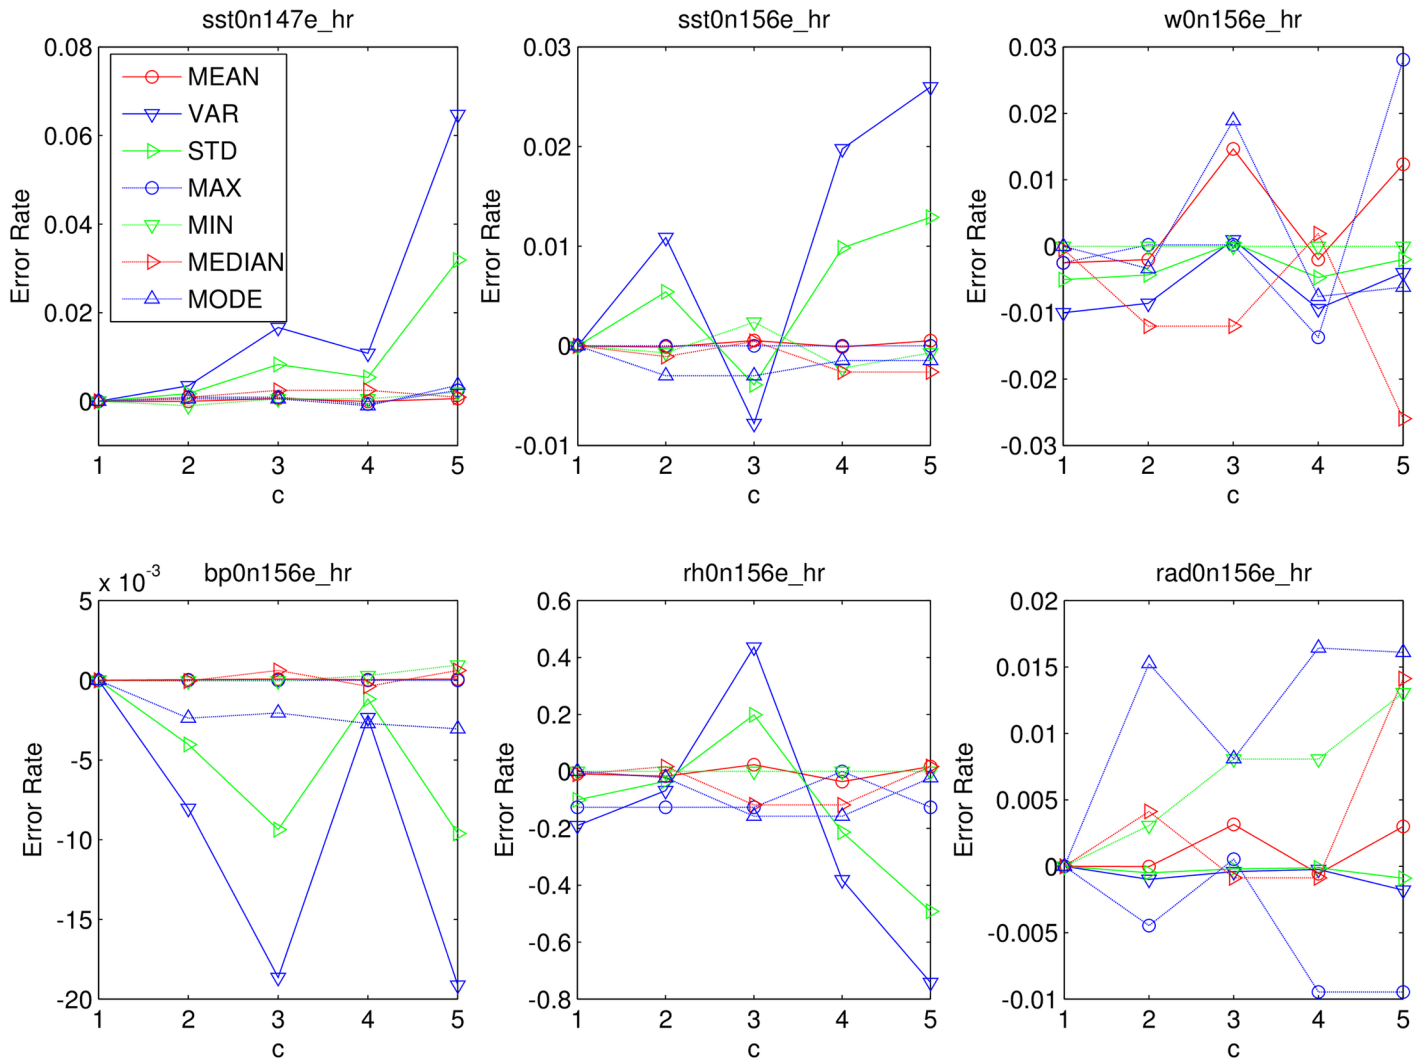 sst0n147e_hr
0.08
0.06
0.04
0.02
0
Error Rate
MEAN
VAR
STD
MAX
MIN
MEDIAN
MODE
1 2 3 4 5
c
sst0n156e_hr
0.03
0.02
0.01
0
-0.01
Error Rate
1 2 3 4 5
c
w0n156e_hr
0.03
0.02
0.01
0
-0.01
-0.02
-0.03
Error Rate
1 2 3 4 5
c
x 10-3
bp0n156e_hr
5
0
-5
-10
-15
-20
Error Rate
1 2 3 4 5
c
rh0n156e_hr
0.6
0.4
0.2
0
-0.2
-0.4
-0.6
-0.8
Error Rate
1 2 3 4 5
c
rad0n156e_hr
0.02
0.015
0.01
0.005
0
-0.005
-0.01
Error Rate
1 2 3 4 5
c